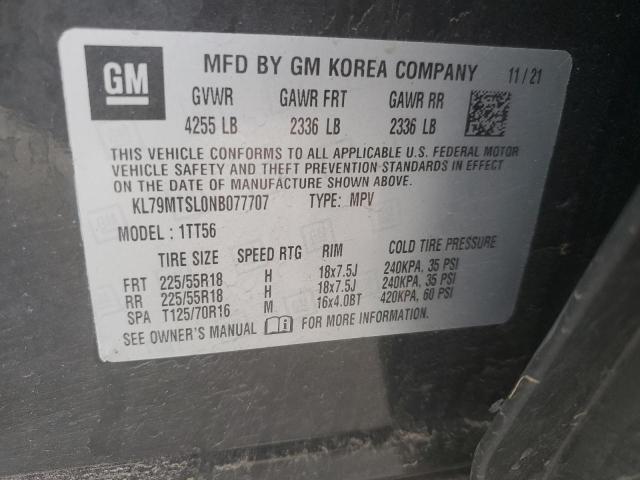 GM MFD BY GM KOREA COMPANY 11/21
GVWR GAWR FRT GAWR RR
4255 LB 2336 LB 2336 LB
THIS VEHICLE CONFORMS TO ALL APPLICABLE U.S. FEDERAL MOTOR
VEHICLE SAFETY AND THEFT PREVENTION STANDARDS IN EFFECT
ON THE DATE OF MANUFACTURE SHOWN ABOVE.
KL79MTSL0NB077707 TYPE: MPV
MODEL: 1TT56
TIRE SIZE SPEED RTG RIM COLD TIRE PRESSURE
FRT 225/55R18 H 18x7.5J 240KPA, 35 PSI
RR 225/55R18 H 18x7.5J 240KPA, 35 PSI
SPA T125/70R16 M 16x4.0BT 420KPA, 60 PSI
SEE OWNER'S MANUAL FOR MORE INFORMATION.